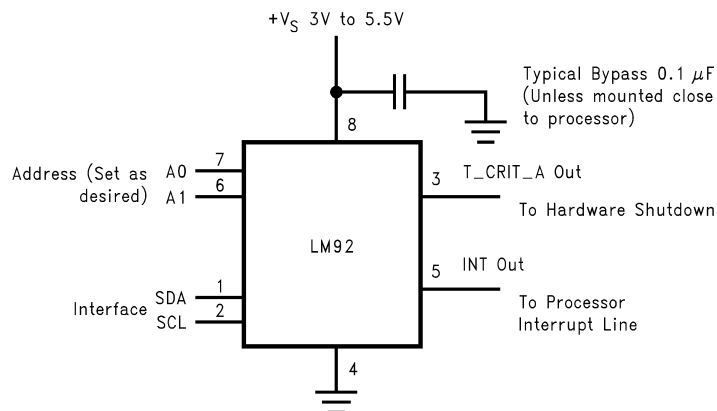 +VS 3V to 5.5V
Typical Bypass 0.1 μF
(Unless mounted close
to processor)
8
Address (Set as
desired)
A0
7
A1
6
3
T_CRIT_A Out
To Hardware Shutdown
LM92
5
INT Out
To Processor
Interrupt Line
Interface
SDA
1
SCL
2
4